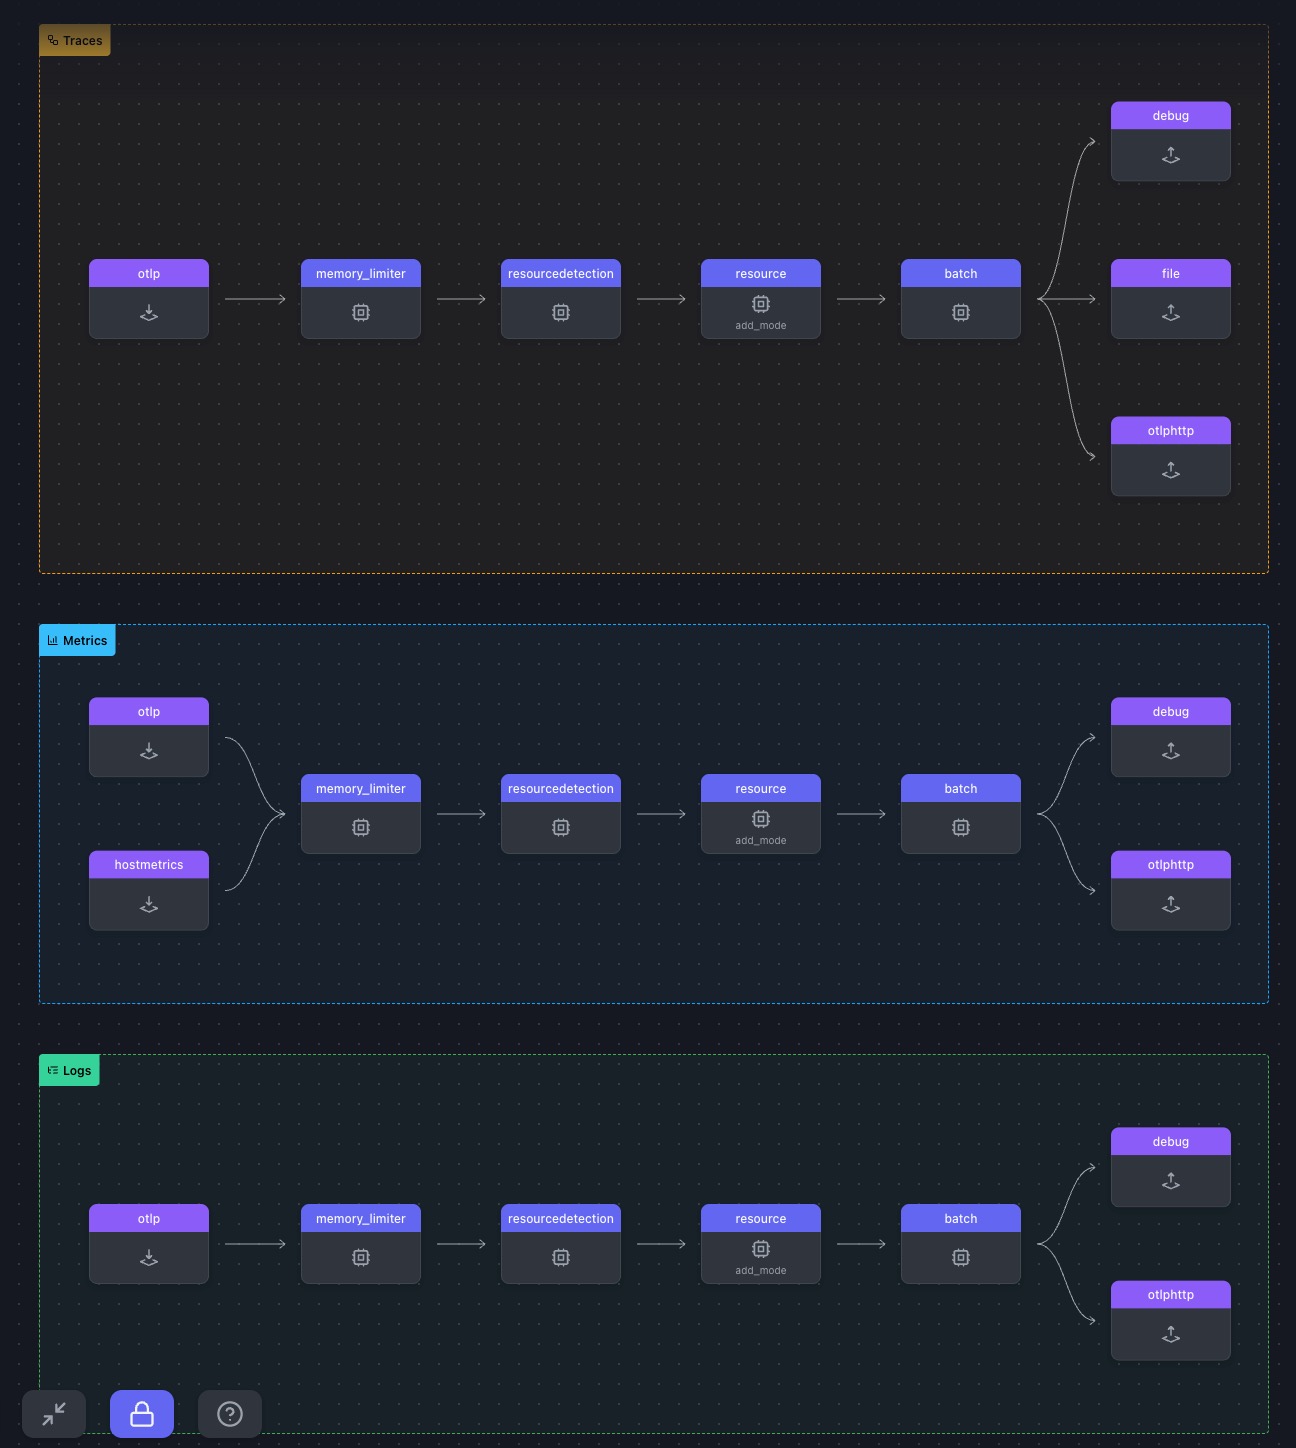 Traces
debug
otlp
memory_limiter
resourcedetection
resource
add_mode
batch
file
otlphttp
Metrics
otlp
debug
memory_limiter
resourcedetection
resource
add_mode
batch
hostmetrics
otlphttp
Logs
debug
otlp
memory_limiter
resourcedetection
resource
add_mode
batch
otlphttp